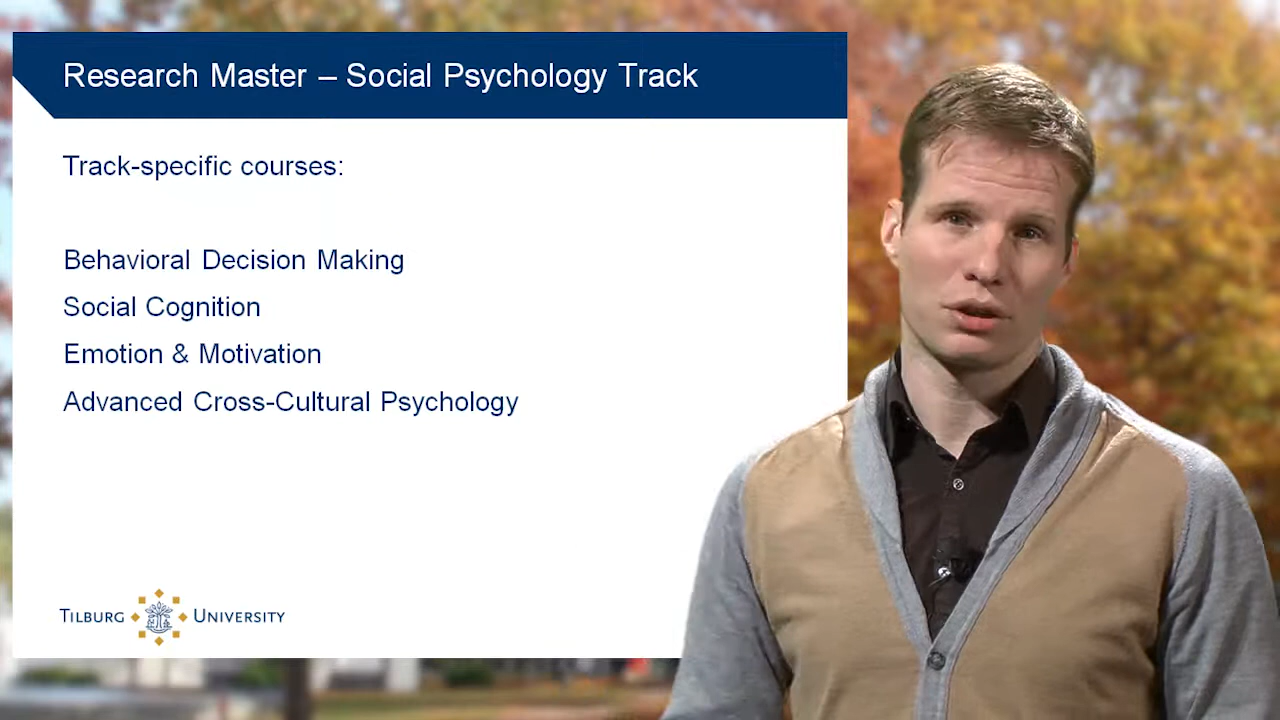 Research Master – Social Psychology Track
Track-specific courses:
Behavioral Decision Making
Social Cognition
Emotion & Motivation
Advanced Cross-Cultural Psychology
TILBURG UNIVERSITY